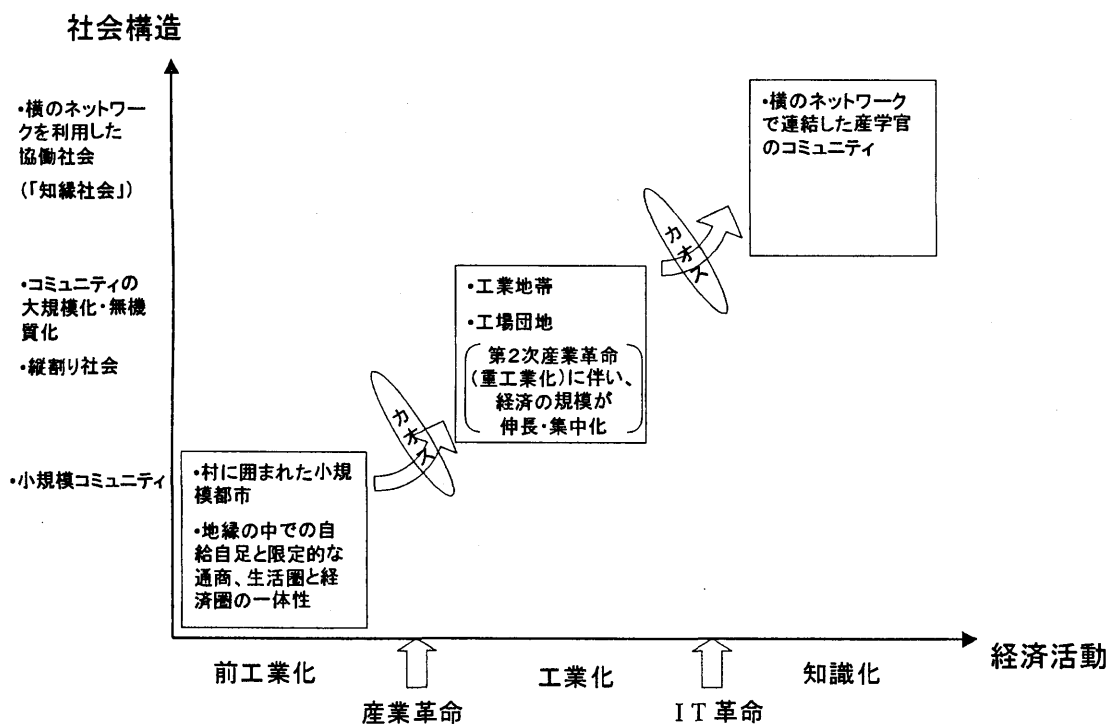 社会構造
・横のネットワー
クを利用した
協働社会
(「知縁社会」)
・コミュニティの
大規模化・無機
質化
・縦割り社会
・小規模コミュニティ
・横のネットワーク
で連結した産学官
のコミュニティ
カオス
・工業地帯
・工場団地
第2次産業革命
(重工業化)に伴い、
経済の規模が
伸長・集中化
カオス
・村に囲まれた小規
模都市
・地縁の中での自
給自足と限定的な
通商、生活圏と経
済圏の一体性
前工業化
工業化
知識化
経済活動
産業革命
IT革命